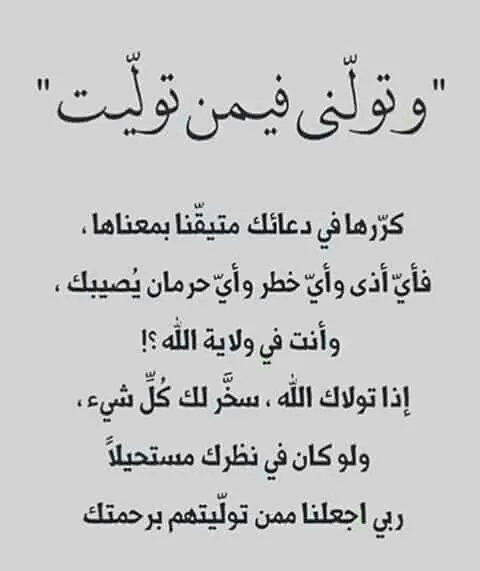 "وتولّني فيمن تولّيت"
كرّرها في دعائك متيقّنا بمعناها ،
فأيّ أذى وأيّ خطر وأيّ حرمان يُصيبك ،
وأنت في ولاية الله ؟!
إذا تولاك الله ، سخَّر لك كُلِّ شيء ،
ولو كان في نظرك مستحيلاً
ربي اجعلنا ممن تولّيتهم برحمتك